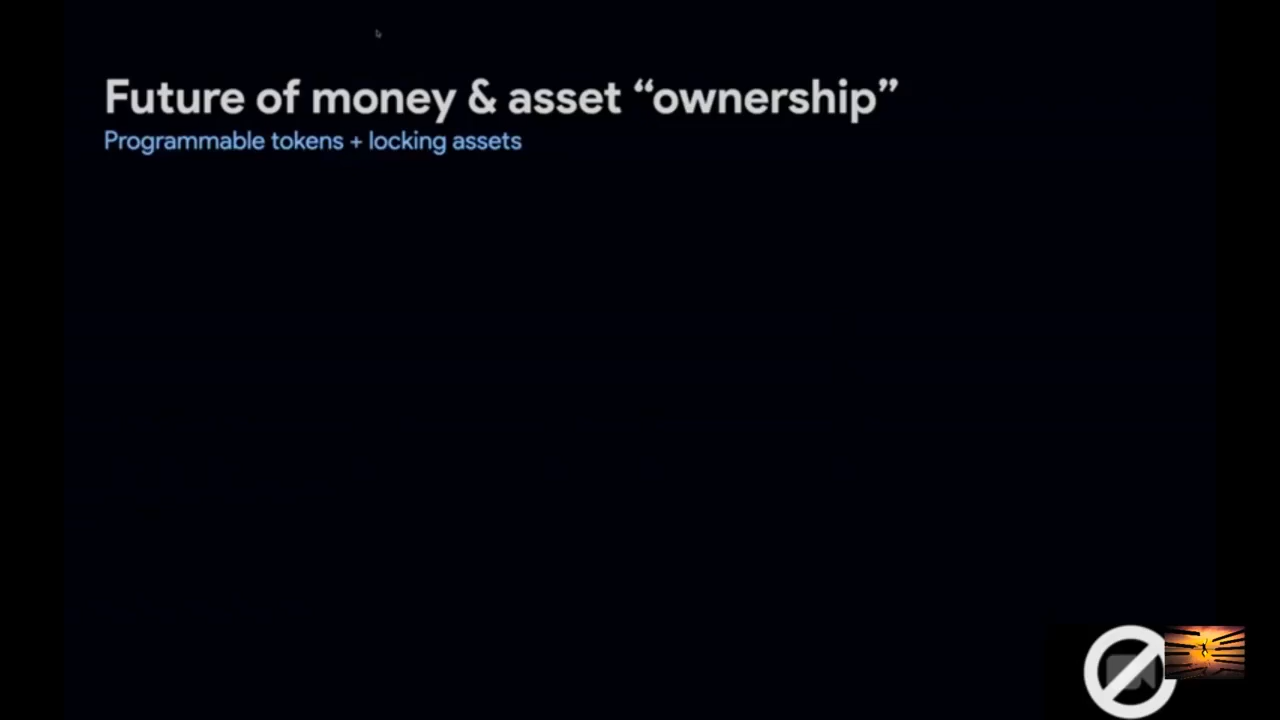 Future of money & asset “ownership”
Programmable tokens + locking assets